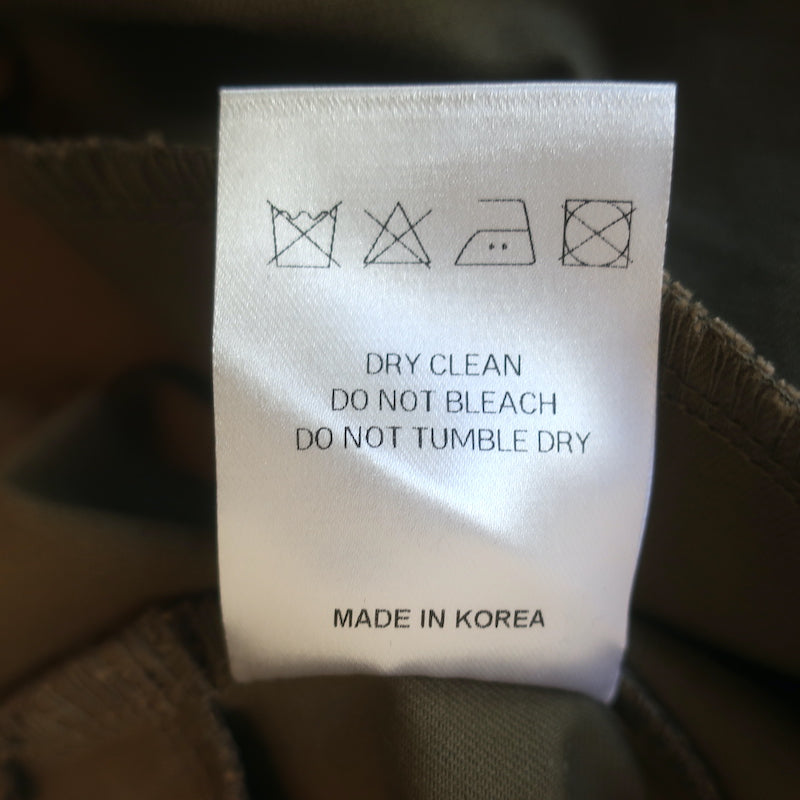 DRY CLEAN
DO NOT BLEACH
DO NOT TUMBLE DRY
MADE IN KOREA